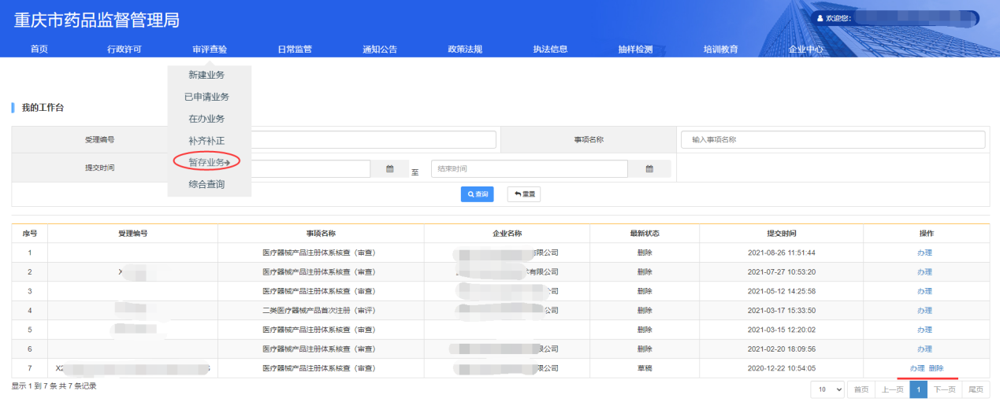 重庆市药品监督管理局
欢迎您:
首页 行政许可 审评查验 日常监管 通知公告 政策法规 执法信息 抽样检测 培训教育 企业中心
新建业务
已申请业务
在办业务
补齐补正
暂存业务
综合查询
我的工作台
受理编号 事项名称 输入事项名称
提交时间 至 结束时间
查询 重置
序号 受理编号 事项名称 企业名称 最新状态 提交时间 操作
1 医疗器械产品注册体系核查（审查） 有限公司 删除 2021-08-26 11:51:44 办理
2 X 医疗器械产品注册体系核查（审查） 有限公司 删除 2021-07-27 10:53:20 办理
3 医疗器械产品注册体系核查（审查） 公司 删除 2021-05-12 14:25:58 办理
4 二类医疗器械产品首次注册（审评） 公司 删除 2021-03-17 15:33:50 办理
5 医疗器械产品注册体系核查（审查） 删除 2021-03-15 12:20:02 办理
6 医疗器械产品注册体系核查（审查） 限公司 删除 2021-02-20 18:09:56 办理
7 X2 医疗器械产品注册体系核查（审查） 限公司 草稿 2020-12-22 10:54:05 办理 删除
显示 1 到 7 条 共 7 条记录
10 首页 上一页 1 下一页 尾页